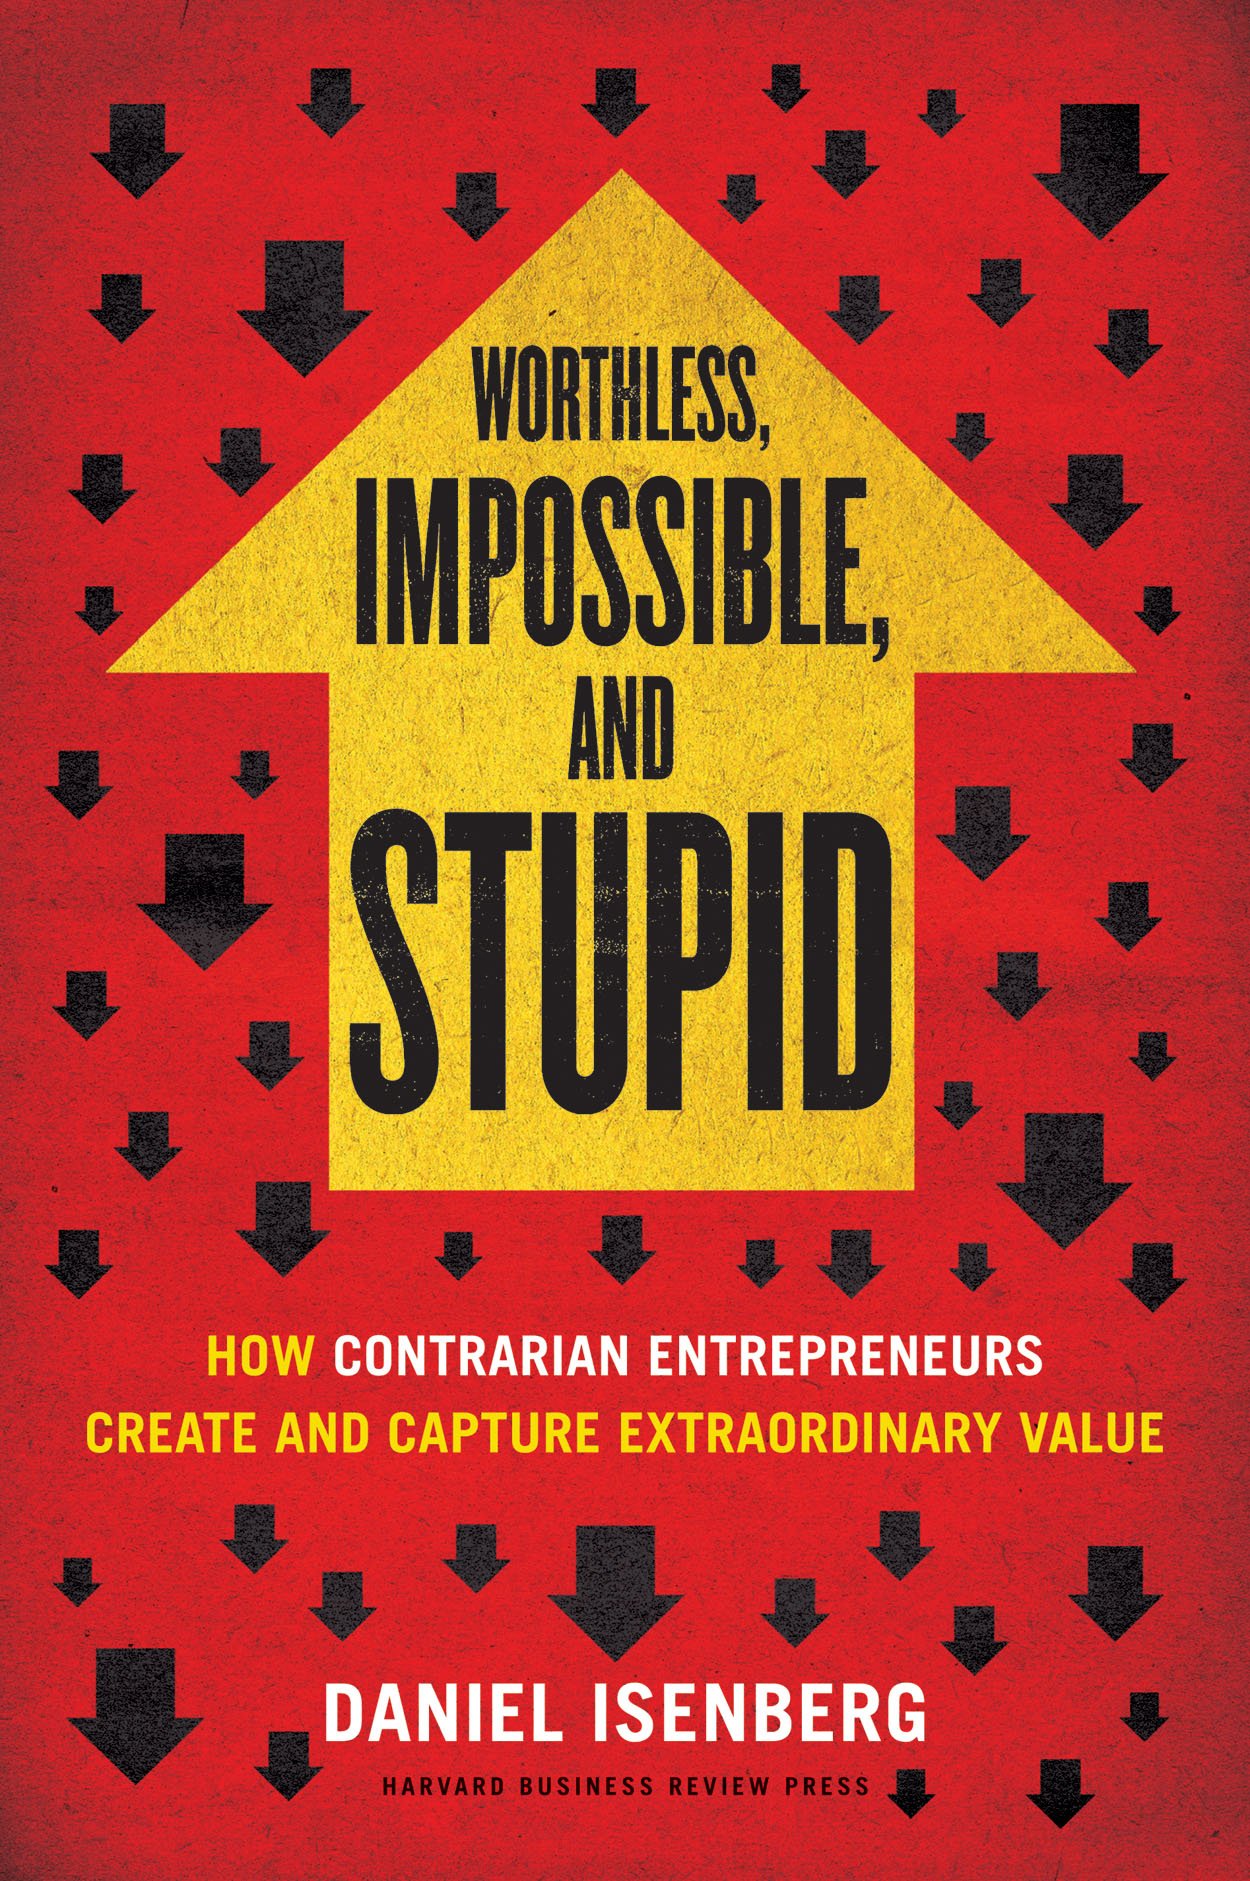 WORTHLESS,
IMPOSSIBLE,
AND
STUPID
HOW CONTRARIAN ENTREPRENEURS
CREATE AND CAPTURE EXTRAORDINARY VALUE
DANIEL ISENBERG
HARVARD BUSINESS REVIEW PRESS